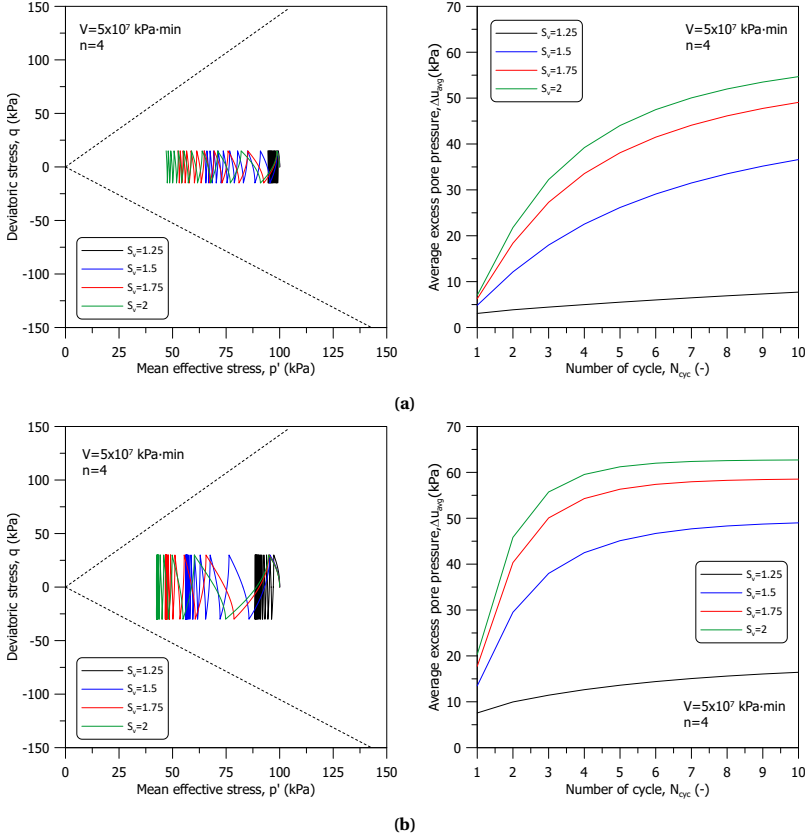 150
100
50
0
-50
-100
-150
0 25 50 75 100 125 150
Deviatoric stress, q (kPa)
Mean effective stress, p' (kPa)
V=5x10⁷ kPa·min
n=4
Sᵥ=1.25
Sᵥ=1.5
Sᵥ=1.75
Sᵥ=2
70
60
50
40
30
20
10
0
1 2 3 4 5 6 7 8 9 10
Average excess pore pressure, Δu_avg (kPa)
Number of cycle, N_cyc (-)
Sᵥ=1.25
Sᵥ=1.5
Sᵥ=1.75
Sᵥ=2
V=5x10⁷ kPa·min
n=4
(a)
150
100
50
0
-50
-100
-150
0 25 50 75 100 125 150
Deviatoric stress, q (kPa)
Mean effective stress, p' (kPa)
V=5x10⁷ kPa·min
n=4
Sᵥ=1.25
Sᵥ=1.5
Sᵥ=1.75
Sᵥ=2
70
60
50
40
30
20
10
0
1 2 3 4 5 6 7 8 9 10
Average excess pore pressure, Δu_avg (kPa)
Number of cycle, N_cyc (-)
Sᵥ=1.25
Sᵥ=1.5
Sᵥ=1.75
Sᵥ=2
V=5x10⁷ kPa·min
n=4
(b)